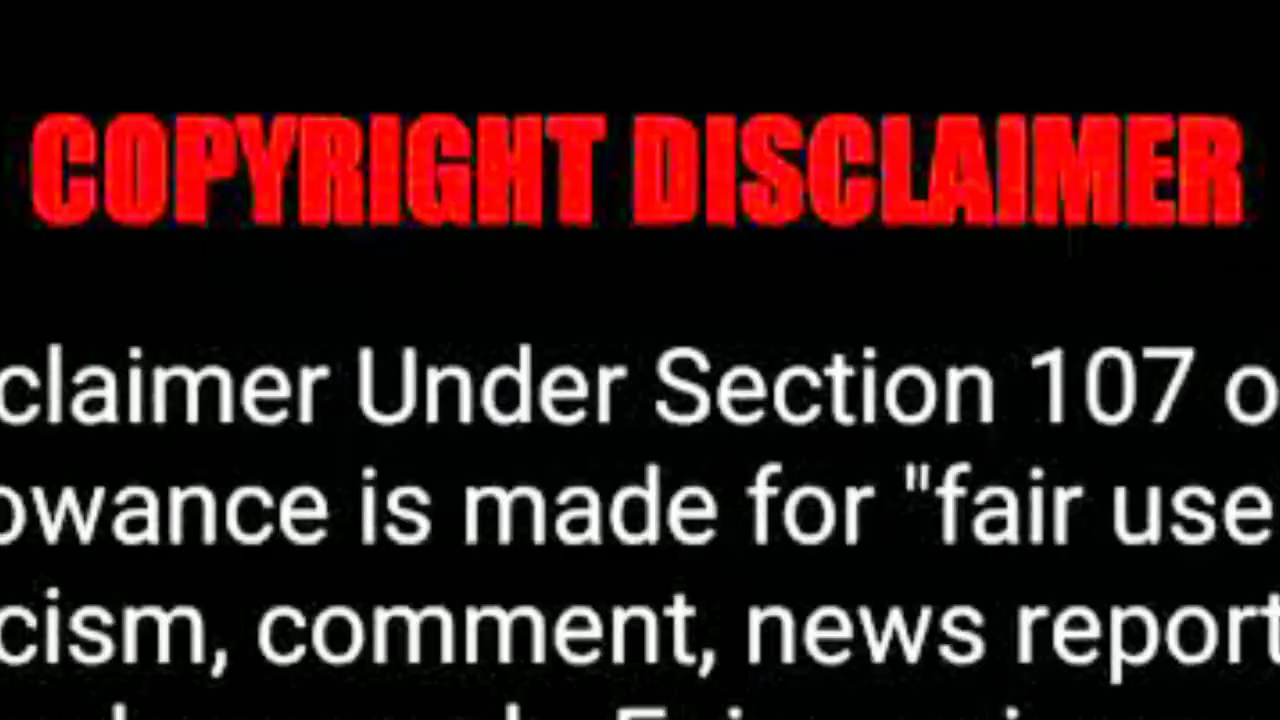 COPYRIGHT DISCLAIMER
claimer Under Section 107 o
owance is made for "fair use
cism, comment, news report